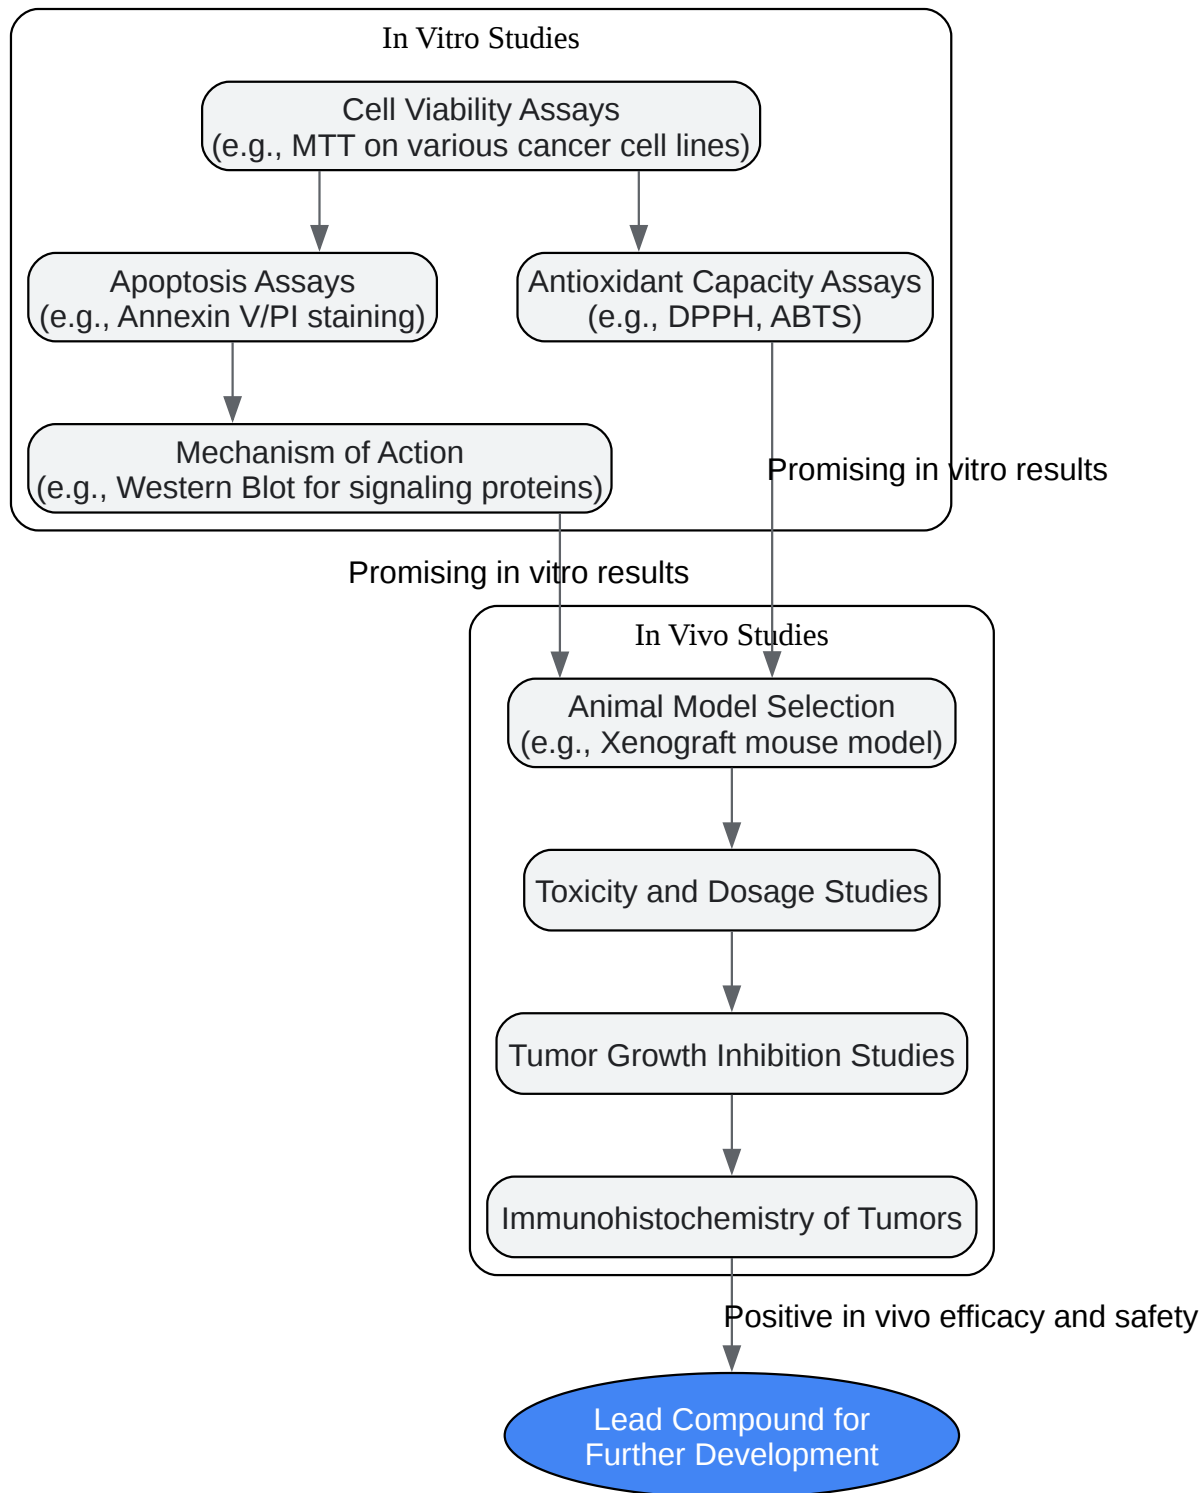 In Vitro Studies
Cell Viability Assays
(e.g., MTT on various cancer cell lines)
Apoptosis Assays
(e.g., Annexin V/PI staining)
Antioxidant Capacity Assays
(e.g., DPPH, ABTS)
Mechanism of Action
(e.g., Western Blot for signaling proteins)
Promising in vitro results
Promising in vitro results
In Vivo Studies
Animal Model Selection
(e.g., Xenograft mouse model)
Toxicity and Dosage Studies
Tumor Growth Inhibition Studies
Immunohistochemistry of Tumors
Positive in vivo efficacy and safety
Lead Compound for
Further Development